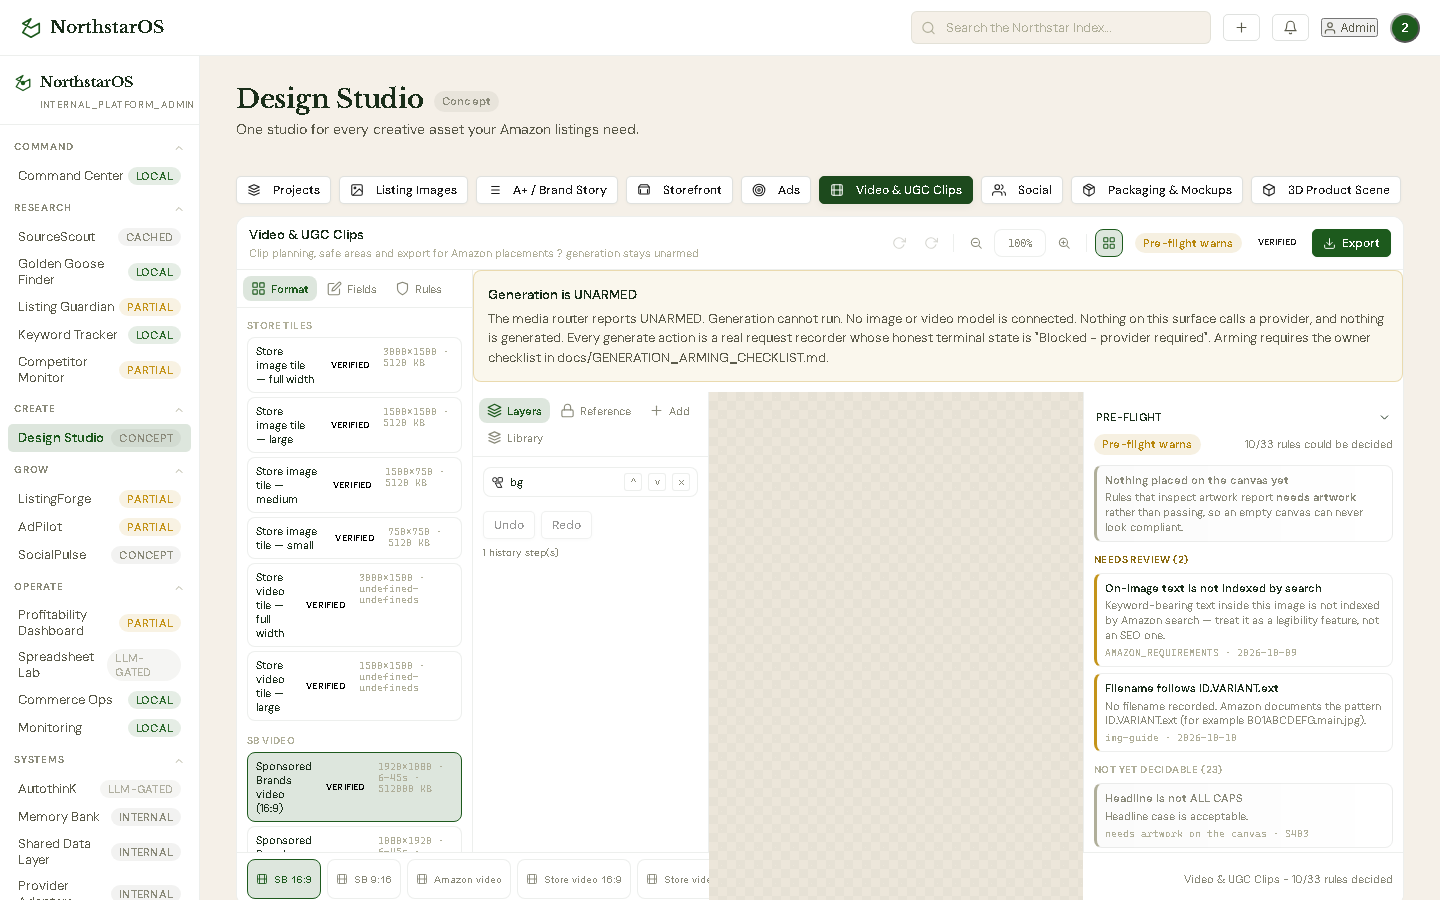 NorthstarOS
Search the Northstar Index...
Admin
2
NorthstarOS
INTERNAL_PLATFORM_ADMIN
COMMAND
Command Center LOCAL
RESEARCH
SourceScout CACHED
Golden Goose Finder LOCAL
Listing Guardian PARTIAL
Keyword Tracker LOCAL
Competitor Monitor PARTIAL
CREATE
Design Studio CONCEPT
GROW
ListingForge PARTIAL
AdPilot PARTIAL
SocialPulse CONCEPT
OPERATE
Profitability Dashboard PARTIAL
Spreadsheet Lab LLM-GATED
Commerce Ops LOCAL
Monitoring LOCAL
SYSTEMS
AutothinK LLM-GATED
Memory Bank INTERNAL
Shared Data Layer INTERNAL
Provider INTERNAL
Design Studio Concept
One studio for every creative asset your Amazon listings need.
Projects
Listing Images
A+ / Brand Story
Storefront
Ads
Video & UGC Clips
Social
Packaging & Mockups
3D Product Scene
Video & UGC Clips
Clip planning, safe areas and export for Amazon placements ? generation stays unarmed
100%
Pre-flight warns
VERIFIED
Export
Format
Fields
Rules
STORE TILES
Store image tile — full width VERIFIED 3000×1500 · 5120 KB
Store image tile — large VERIFIED 1500×1500 · 5120 KB
Store image tile — medium VERIFIED 1500×750 · 5120 KB
Store image tile — small VERIFIED 750×750 · 5120 KB
Store video tile — full width VERIFIED 3000×1500 · undefined–undefineds
Store video tile — large VERIFIED 1500×1500 · undefined–undefineds
SB VIDEO
Sponsored Brands video (16:9) VERIFIED 1920×1080 · 6–45s · 512000 KB
Sponsored VERIFIED 1080×1920 ·
Generation is UNARMED
The media router reports UNARMED. Generation cannot run. No image or video model is connected. Nothing on this surface calls a provider, and nothing
is generated. Every generate action is a real request recorder whose honest terminal state is "Blocked - provider required". Arming requires the owner
checklist in docs/GENERATION_ARMING_CHECKLIST.md.
Layers
Reference
Add
Library
bg
^
v
×
Undo
Redo
1 history step(s)
PRE-FLIGHT
Pre-flight warns
10/33 rules could be decided
Nothing placed on the canvas yet
Rules that inspect artwork report needs artwork
rather than passing, so an empty canvas can never
look compliant.
NEEDS REVIEW (2)
On-image text is not indexed by search
Keyword-bearing text inside this image is not indexed
by Amazon search — treat it as a legibility feature, not
an SEO one.
AMAZON_REQUIREMENTS · 2026-10-09
Filename follows ID.VARIANT.ext
No filename recorded. Amazon documents the pattern
ID.VARIANT.ext (for example B01ABCDEFG.main.jpg).
img-guide · 2026-10-10
NOT YET DECIDABLE (23)
Headline is not ALL CAPS
Headline case is acceptable.
needs artwork on the canvas · S4B3
SB 16:9
SB 9:16
Amazon video
Store video 16:9
Store vide
Video & UGC Clips - 10/33 rules decided